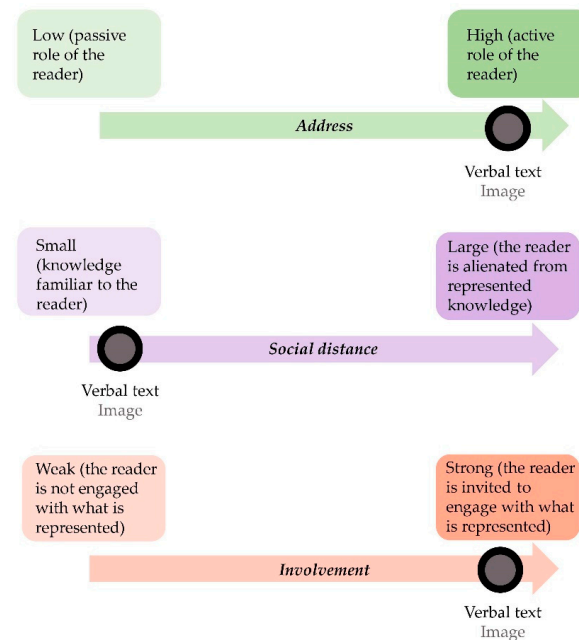 Low (passive
role of the
reader)
High (active
role of the
reader)
Address
Verbal text
Image
Small
(knowledge
familiar to the
reader)
Large (the reader
is alienated from
represented
knowledge)
Social distance
Verbal text
Image
Weak (the reader
is not engaged
with what is
represented)
Strong (the reader
is invited to
engage with what
is represented)
Involvement
Verbal text
Image